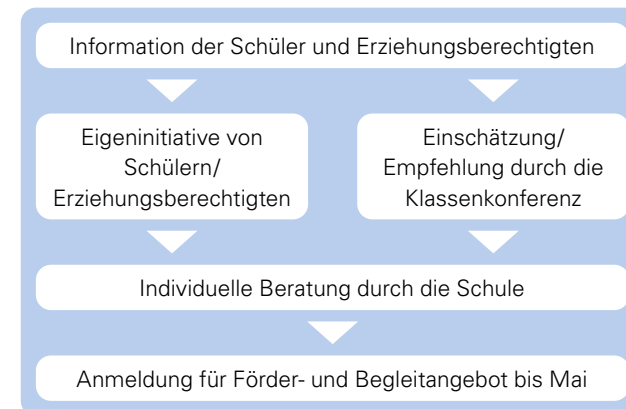 Information der Schüler und Erziehungsberechtigten
Eigeninitiative von
Schülern/
Erziehungsberechtigten
Einschätzung/
Empfehlung durch die
Klassenkonferenz
Individuelle Beratung durch die Schule
Anmeldung für Förder- und Begleitangebot bis Mai